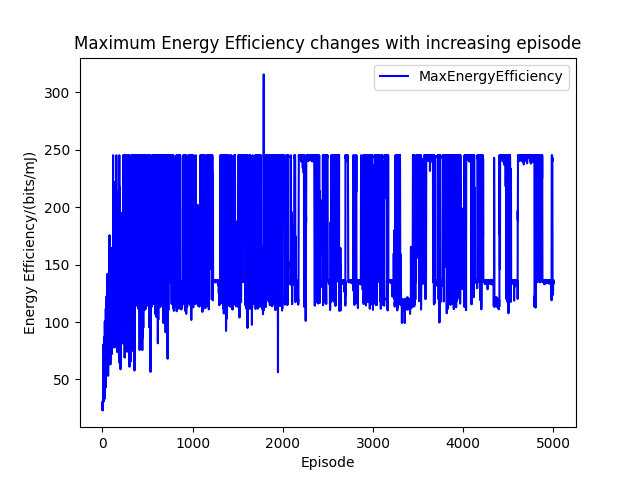 Maximum Energy Efficiency changes with increasing episode
MaxEnergyEfficiency
Energy Efficiency/(bits/mJ)
300
250
200
150
100
50
0 1000 2000 3000 4000 5000
Episode